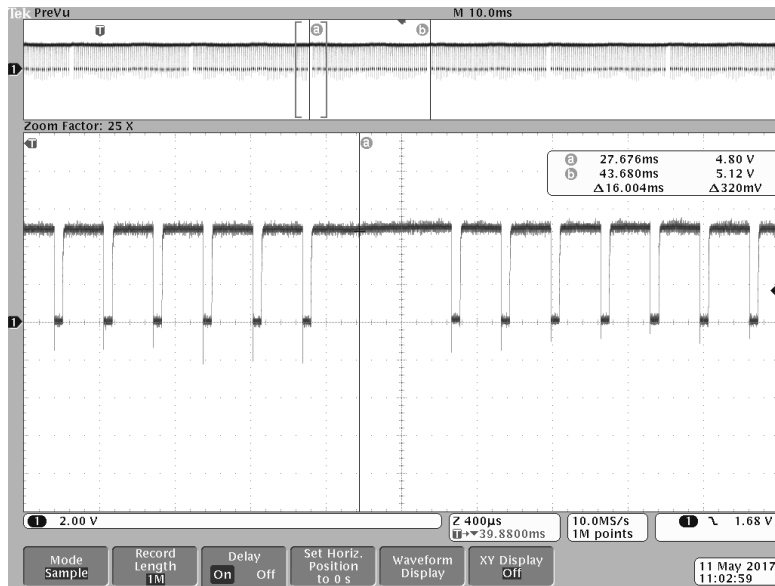 Tek PreVu M 10.0ms
T a b
1
Zoom Factor: 25 X
T a
a 27.676ms 4.80 V
b 43.680ms 5.12 V
Δ16.004ms Δ320mV
1
1 2.00 V Z 400µs 10.0MS/s 1 1.68 V
T→▼39.8800ms 1M points
Mode
Sample
Record
Length
1M
Delay
On Off
Set Horiz.
Position
to 0 s
Waveform
Display
XY Display
Off
11 May 2017
11:02:59